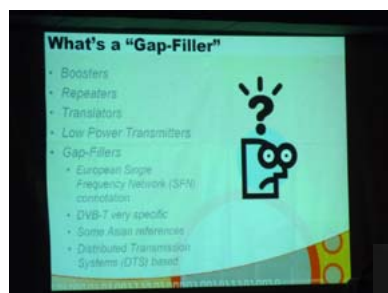 What's a "Gap-Filler"
• Boosters
• Repeaters
• Translators
• Low Power Transmitters
• Gap-Fillers
• European Single
Frequency Network (SFN)
connotation
• DVB-T very specific
• Some Asian references
• Distributed Transmission
Systems (DTS) based
?